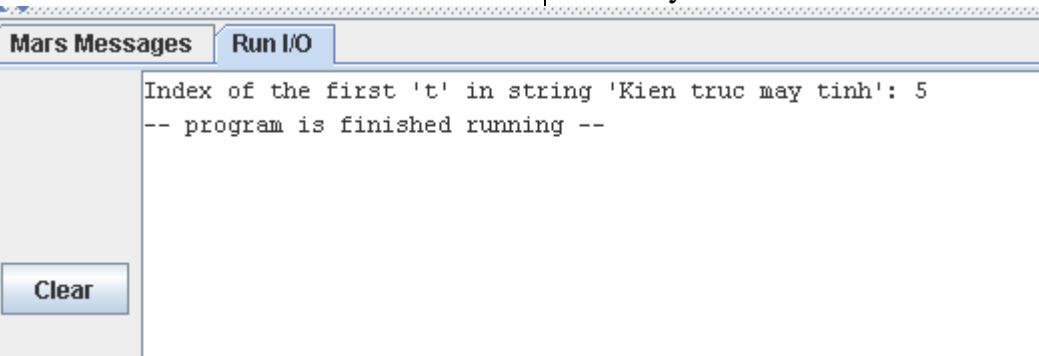 Mars Messages Run I/O
Index of the first 't' in string 'Kien truc may tinh': 5
-- program is finished running --
Clear